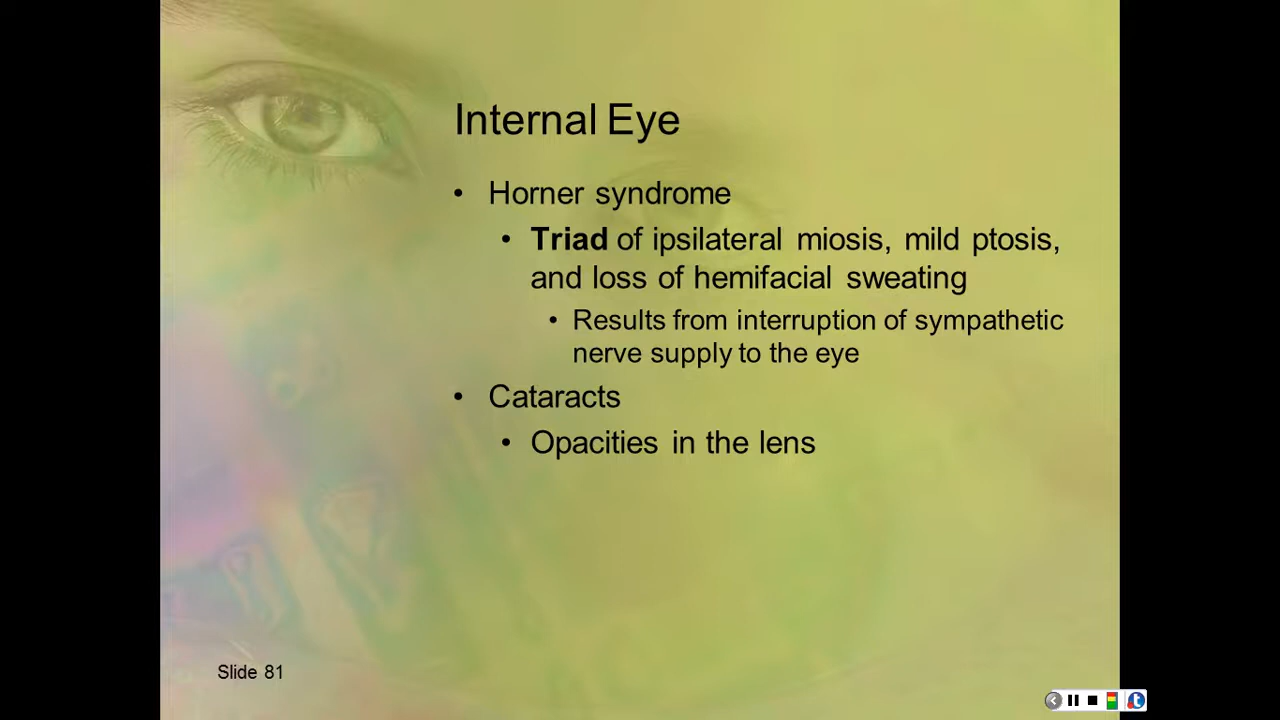 Internal Eye
• Horner syndrome
• Triad of ipsilateral miosis, mild ptosis,
and loss of hemifacial sweating
• Results from interruption of sympathetic
nerve supply to the eye
• Cataracts
• Opacities in the lens
Slide 81